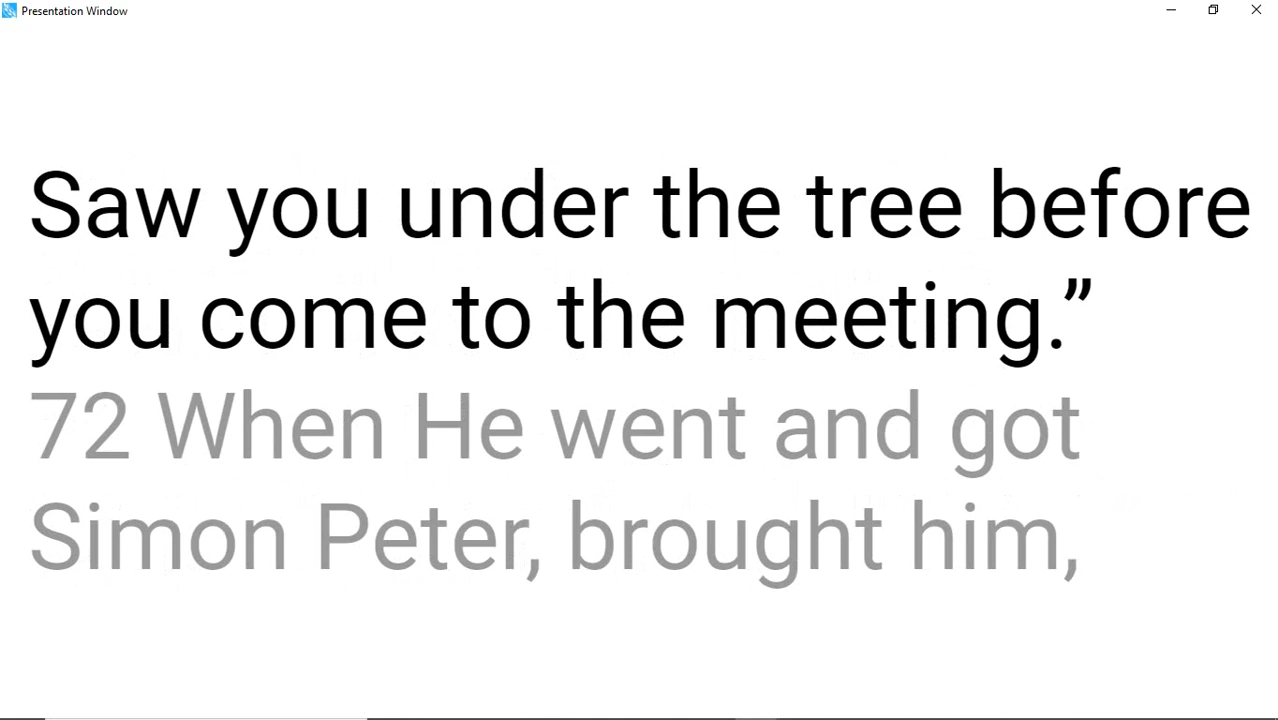 Presentation Window
Saw you under the tree before
you come to the meeting.”
72 When He went and got
Simon Peter, brought him,